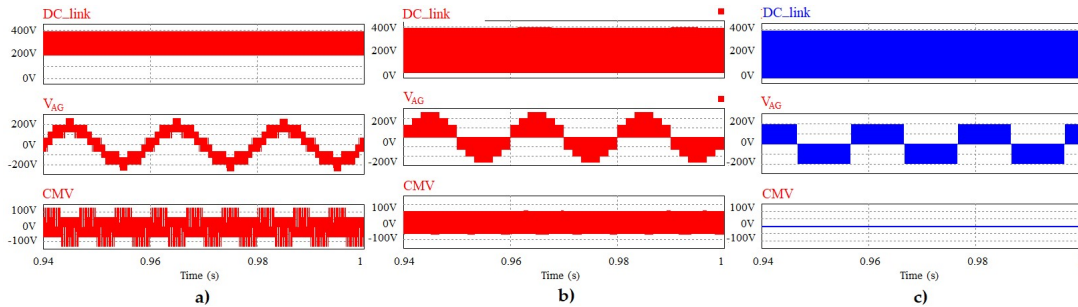 DC_link
400V
200V
0V
V_AG
200V
0V
-200V
CMV
100V
0V
-100V
0.94 0.96 0.98 1
Time (s)
a)
DC_link
400V
200V
0V
V_AG
200V
0V
-200V
CMV
100V
0V
-100V
0.94 0.96 0.98 1
Time (s)
b)
DC_link
400V
200V
0V
V_AG
200V
0V
-200V
CMV
100V
0V
-100V
0.94 0.96 0.98
Time (s)
c)